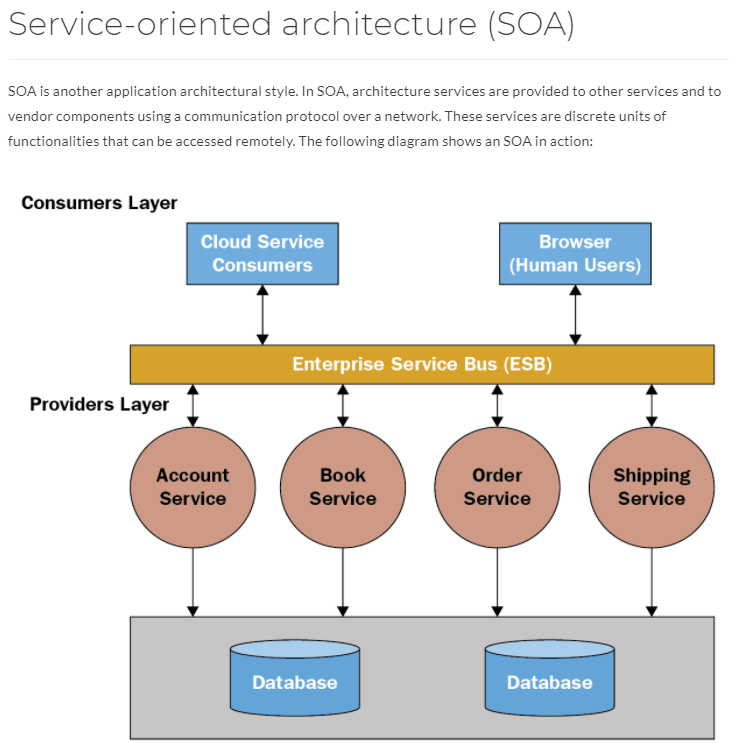 Service-oriented architecture (SOA)
SOA is another application architectural style. In SOA, architecture services are provided to other services and to
vendor components using a communication protocol over a network. These services are discrete units of
functionalities that can be accessed remotely. The following diagram shows an SOA in action:
Consumers Layer
Cloud Service
Consumers
Browser
(Human Users)
Enterprise Service Bus (ESB)
Providers Layer
Account
Service
Book
Service
Order
Service
Shipping
Service
Database
Database